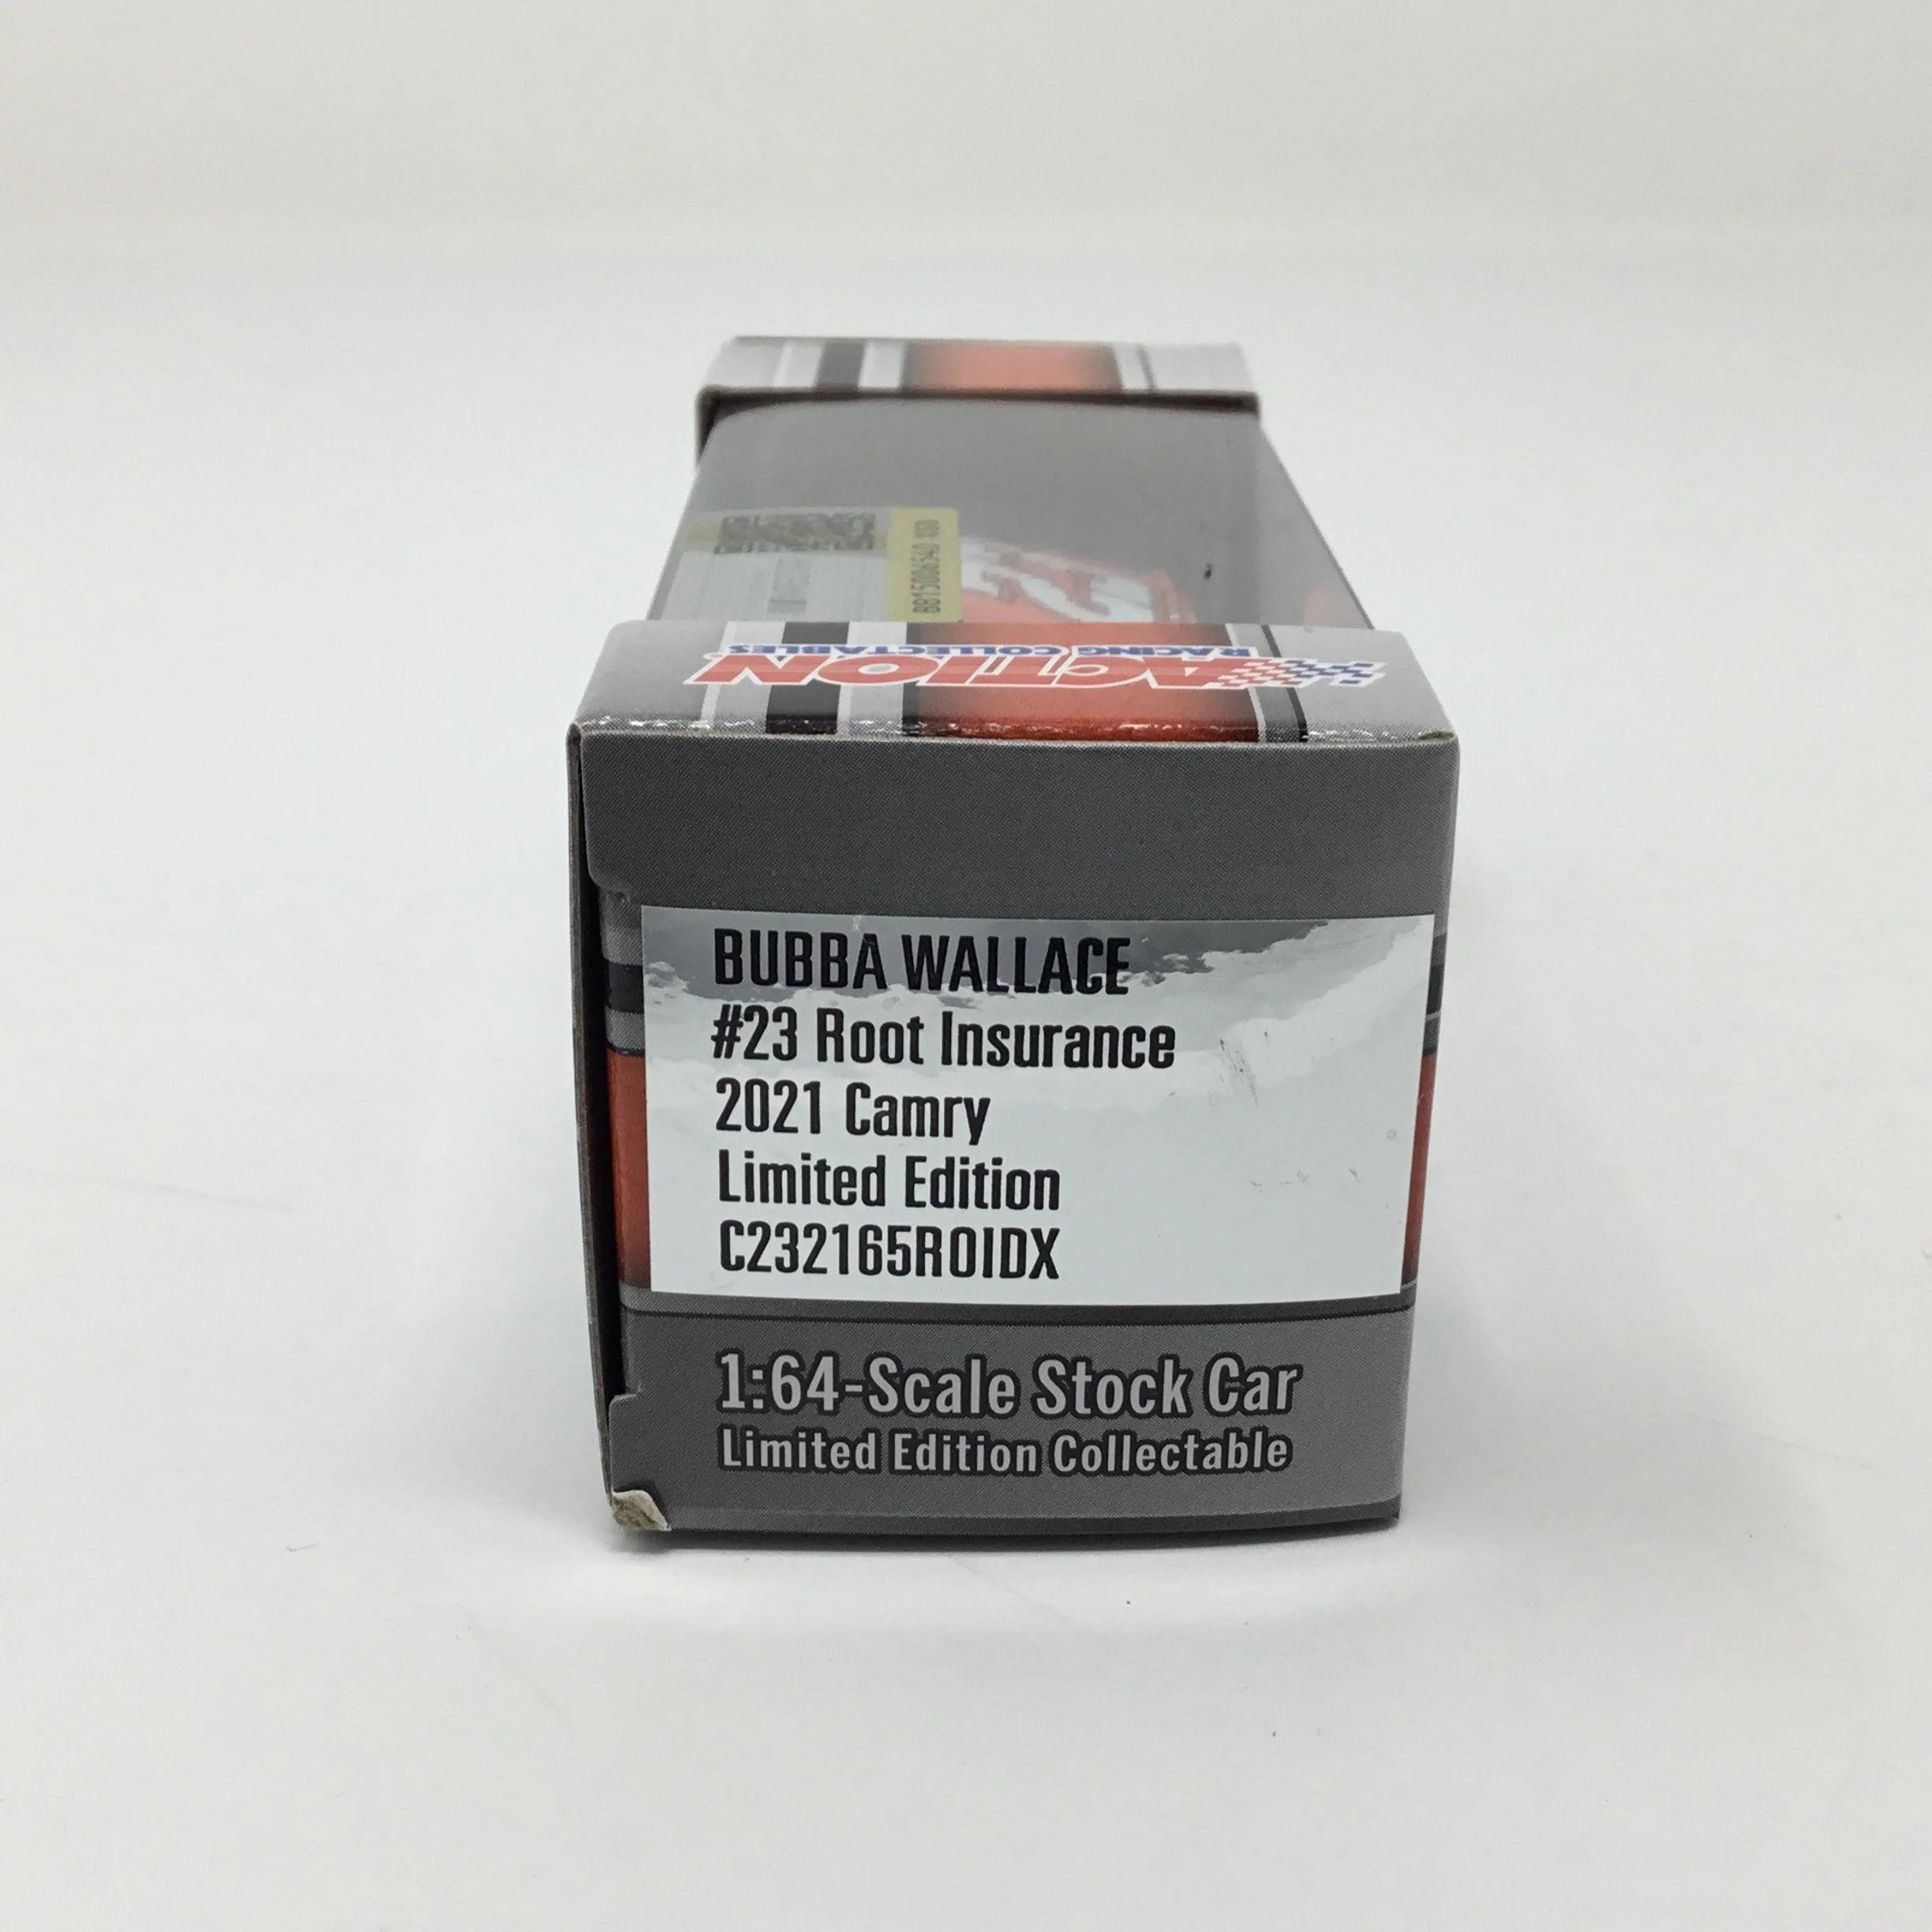 RACING COLLECTABLES
ACTION
BUBBA WALLACE
#23 Root Insurance
2021 Camry
Limited Edition
C232165ROIDX
1:64-Scale Stock Car
Limited Edition Collectable